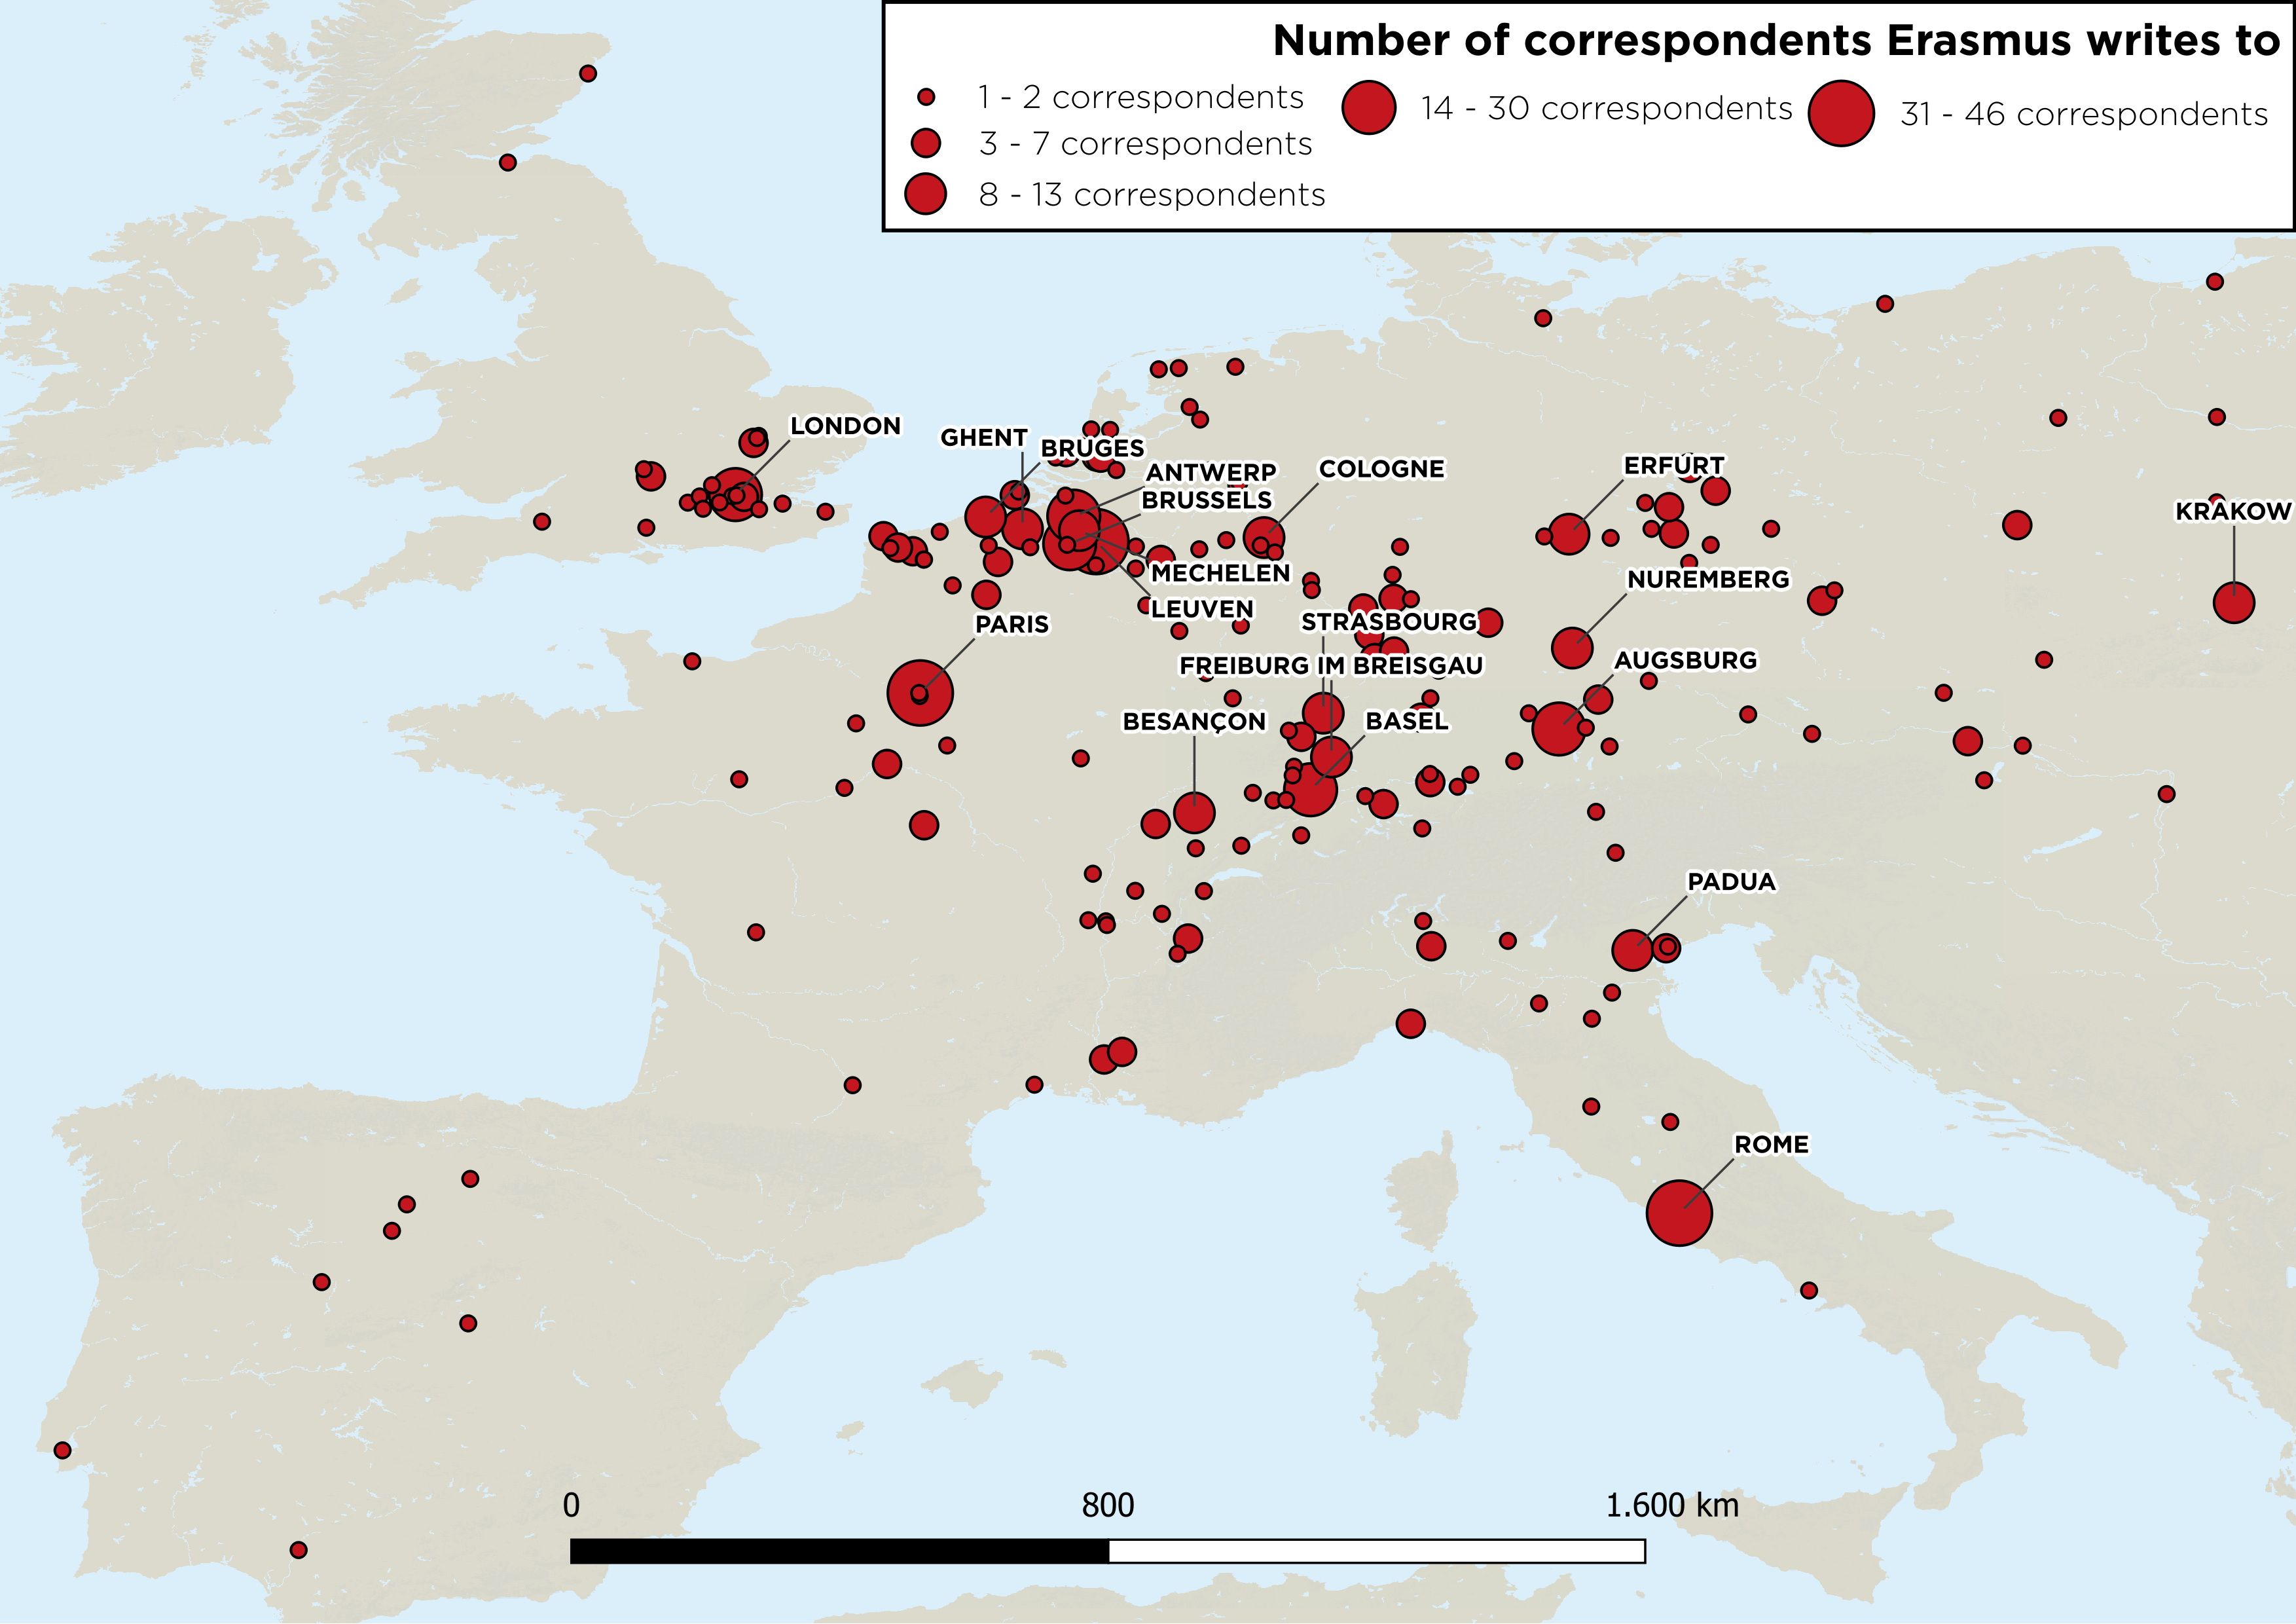 Number of correspondents Erasmus writes to
1 - 2 correspondents
3 - 7 correspondents
8 - 13 correspondents
14 - 30 correspondents
31 - 46 correspondents
LONDON
GHENT
BRUGES
ANTWERP
BRUSSELS
COLOGNE
ERFURT
KRAKOW
MECHELEN
LEUVEN
NUREMBERG
PARIS
STRASBOURG
FREIBURG IM BREISGAU
AUGSBURG
BESANÇON
BASEL
PADUA
ROME
0 800 1.600 km